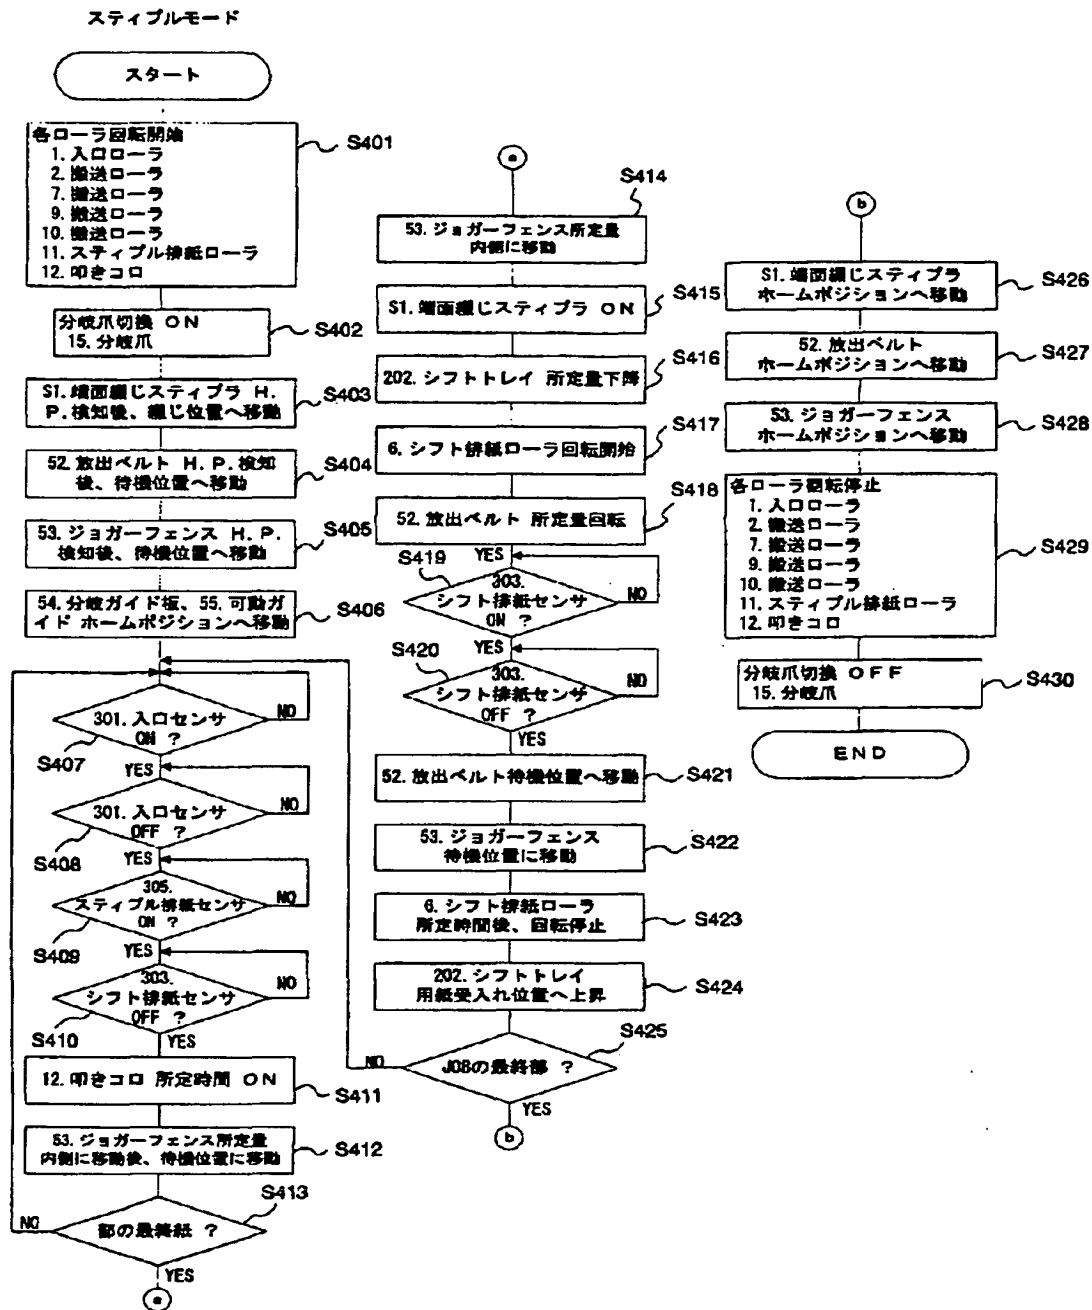 スティプルモード
スタート
各ローラ回転開始
1. 入口ローラ
2. 搬送ローラ
7. 搬送ローラ
9. 搬送ローラ
10. 搬送ローラ
11. スティプル排紙ローラ
12. 叩きコロ
S401
分岐爪切換 ON
15. 分岐爪
S402
S1. 端面綴じスティプラ H.
P. 検知後、綴じ位置へ移動
S403
52. 放出ベルト H.P. 検知
後、待機位置へ移動
S404
53. ジョガーフェンス H.P.
検知後、待機位置へ移動
S405
54. 分岐ガイド板、55. 可動ガ
イド ホームポジションへ移動
S406
301. 入口センサ
ON ?
NO
S407
YES
301. 入口センサ
OFF ?
NO
S408
YES
305.
スティプル排紙センサ
ON ?
NO
S409
YES
303.
シフト排紙センサ
OFF ?
NO
S410
YES
12. 叩きコロ 所定時間 ON
S411
53. ジョガーフェンス所定量
内側に移動後、待機位置に移動
S412
S413
NO
部の最終紙 ?
YES
a
a
S414
53. ジョガーフェンス所定量
内側に移動
S1. 端面綴じスティプラ ON
S415
202. シフトトレイ 所定量下降
S416
6. シフト排紙ローラ回転開始
S417
52. 放出ベルト 所定量回転
S418
YES
S419
303.
シフト排紙センサ
ON ?
NO
YES
S420
303.
シフト排紙センサ
OFF ?
NO
YES
52. 放出ベルト待機位置へ移動
S421
53. ジョガーフェンス
待機位置に移動
S422
6. シフト排紙ローラ
所定時間後、回転停止
S423
202. シフトトレイ
用紙受入れ位置へ上昇
S424
S425
NO
JOBの最終部 ?
YES
b
b
S1. 端面綴じスティプラ
ホームポジションへ移動
S426
52. 放出ベルト
ホームポジションへ移動
S427
53. ジョガーフェンス
ホームポジションへ移動
S428
各ローラ回転停止
1. 入口ローラ
2. 搬送ローラ
7. 搬送ローラ
9. 搬送ローラ
10. 搬送ローラ
11. スティプル排紙ローラ
12. 叩きコロ
S429
分岐爪切換 OFF
15. 分岐爪
S430
END